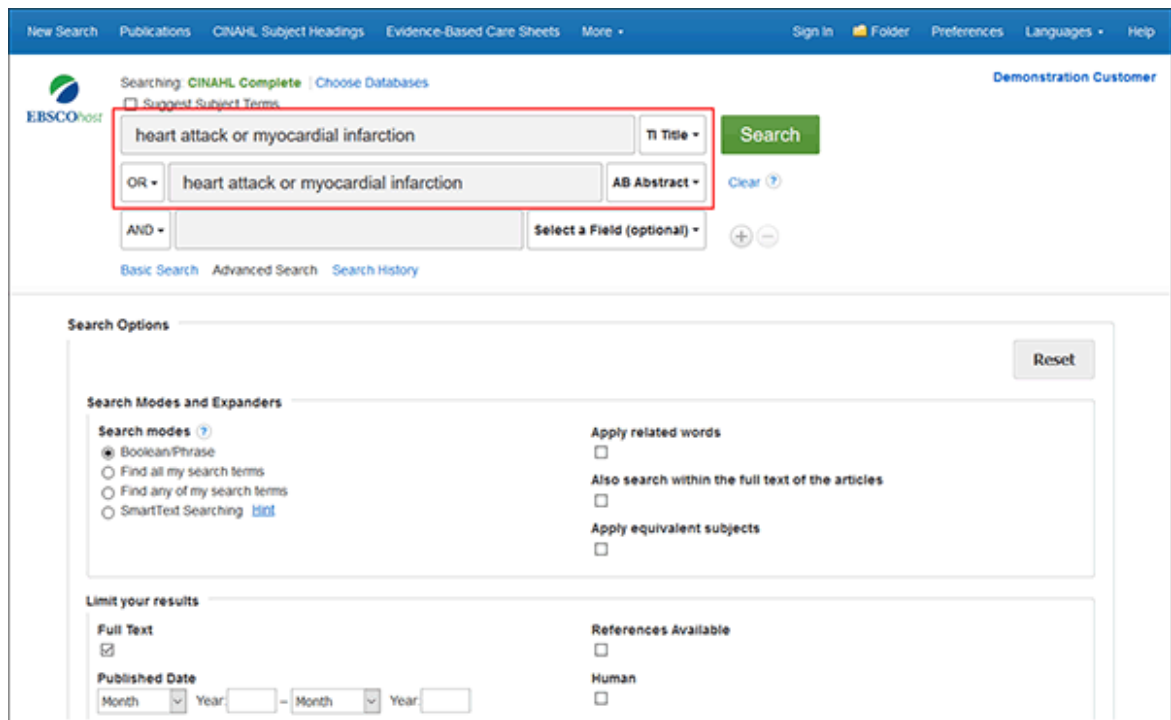 New Search Publications CINAHL Subject Headings Evidence-Based Care Sheets More Sign In Folder Preferences Languages Help
Demonstration Customer
EBSCOhost
Searching: CINAHL Complete Choose Databases
Suggest Subject Terms
heart attack or myocardial infarction TI Title Search
OR heart attack or myocardial infarction AB Abstract Clear ?
AND Select a Field (optional) + −
Basic Search Advanced Search Search History
Search Options
Reset
Search Modes and Expanders
Search modes ?
Boolean/Phrase
Find all my search terms
Find any of my search terms
SmartText Searching Hint
Apply related words
Also search within the full text of the articles
Apply equivalent subjects
Limit your results
Full Text
References Available
Published Date
Month Year: – Month Year:
Human